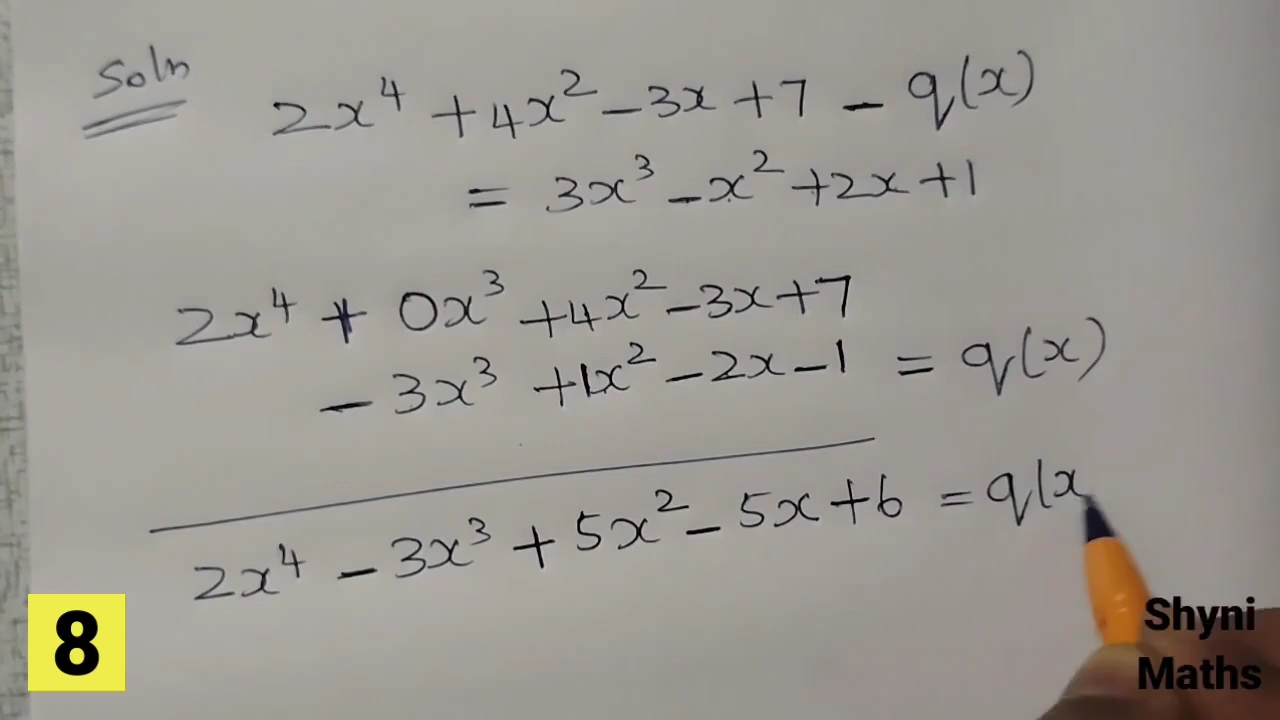 Soln
2x⁴ + 4x² - 3x + 7 - q(x)
= 3x³ - x² + 2x + 1
2x⁴ + 0x³ + 4x² - 3x + 7
- 3x³ + 1x² - 2x - 1 = q(x)
2x⁴ - 3x³ + 5x² - 5x + 6 = q(x
8
Shyni
Maths